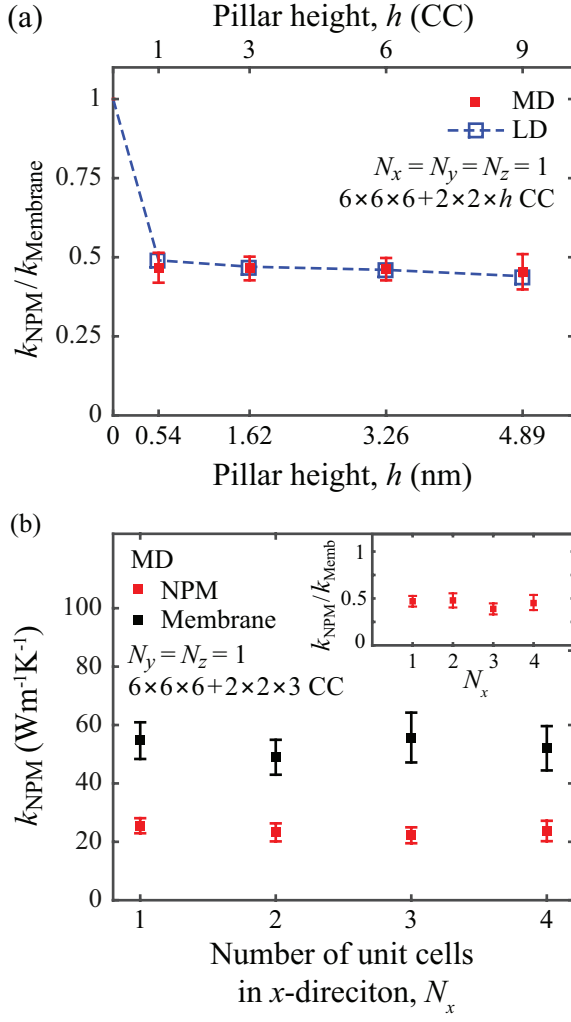 (a)
Pillar height, h (CC)
1 3 6 9
1
0.75
0.5
0.25
0
k_NPM/k_Membrane
MD
LD
N_x = N_y = N_z = 1
6×6×6+2×2×h CC
0 0.54 1.62 3.26 4.89
Pillar height, h (nm)
(b)
MD
NPM
Membrane
N_y = N_z = 1
6×6×6+2×2×3 CC
100
80
60
40
20
0
k_NPM (Wm⁻¹K⁻¹)
1
0.5
0
k_NPM/k_Memb
1 2 3 4
N_x
1 2 3 4
Number of unit cells
in x-direciton, N_x